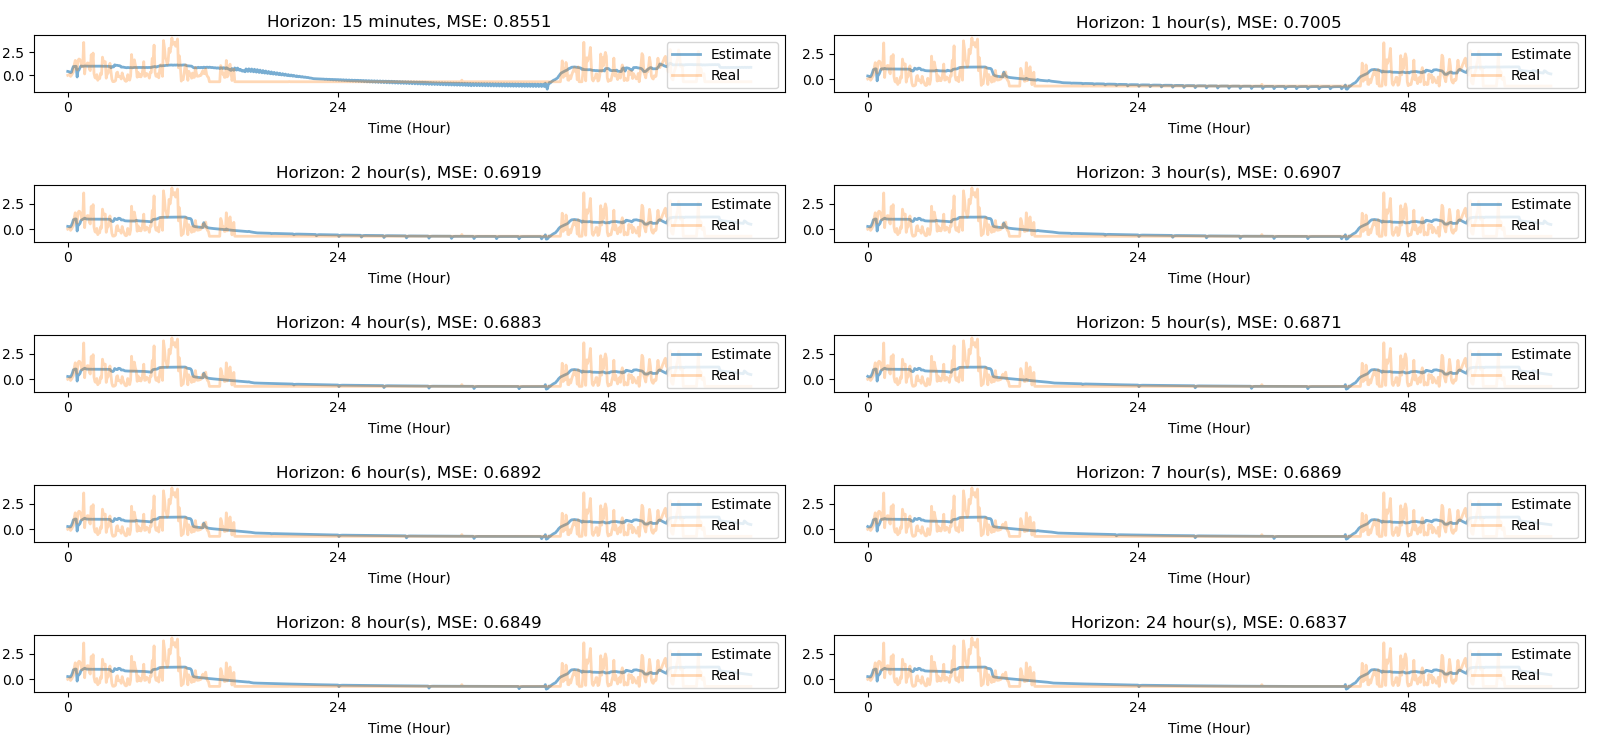 Horizon: 15 minutes, MSE: 0.8551
2.5
0.0
Estimate
Real
0 24 48
Time (Hour)
Horizon: 1 hour(s), MSE: 0.7005
2.5
0.0
Estimate
Real
0 24 48
Time (Hour)
Horizon: 2 hour(s), MSE: 0.6919
2.5
0.0
Estimate
Real
0 24 48
Time (Hour)
Horizon: 3 hour(s), MSE: 0.6907
2.5
0.0
Estimate
Real
0 24 48
Time (Hour)
Horizon: 4 hour(s), MSE: 0.6883
2.5
0.0
Estimate
Real
0 24 48
Time (Hour)
Horizon: 5 hour(s), MSE: 0.6871
2.5
0.0
Estimate
Real
0 24 48
Time (Hour)
Horizon: 6 hour(s), MSE: 0.6892
2.5
0.0
Estimate
Real
0 24 48
Time (Hour)
Horizon: 7 hour(s), MSE: 0.6869
2.5
0.0
Estimate
Real
0 24 48
Time (Hour)
Horizon: 8 hour(s), MSE: 0.6849
2.5
0.0
Estimate
Real
0 24 48
Time (Hour)
Horizon: 24 hour(s), MSE: 0.6837
2.5
0.0
Estimate
Real
0 24 48
Time (Hour)